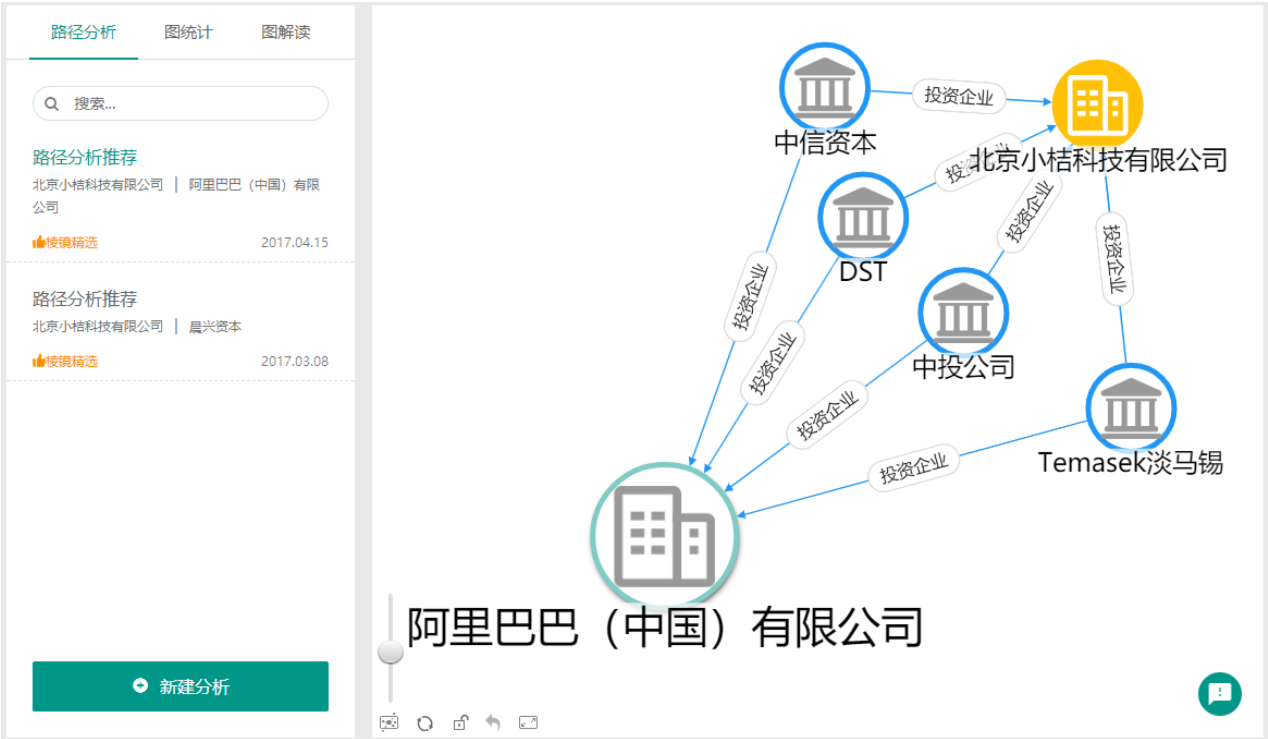 路径分析
图统计
图解读
搜索...
路径分析推荐
北京小桔科技有限公司 | 阿里巴巴（中国）有限
公司
棱镜精选
2017.04.15
路径分析推荐
北京小桔科技有限公司 | 晨兴资本
棱镜精选
2017.03.08
新建分析
投资企业
中信资本
投资企业
北京小桔科技有限公司
投资企业
DST
投资企业
投资企业
投资企业
中投公司
投资企业
投资企业
Temasek淡马锡
投资企业
阿里巴巴（中国）有限公司